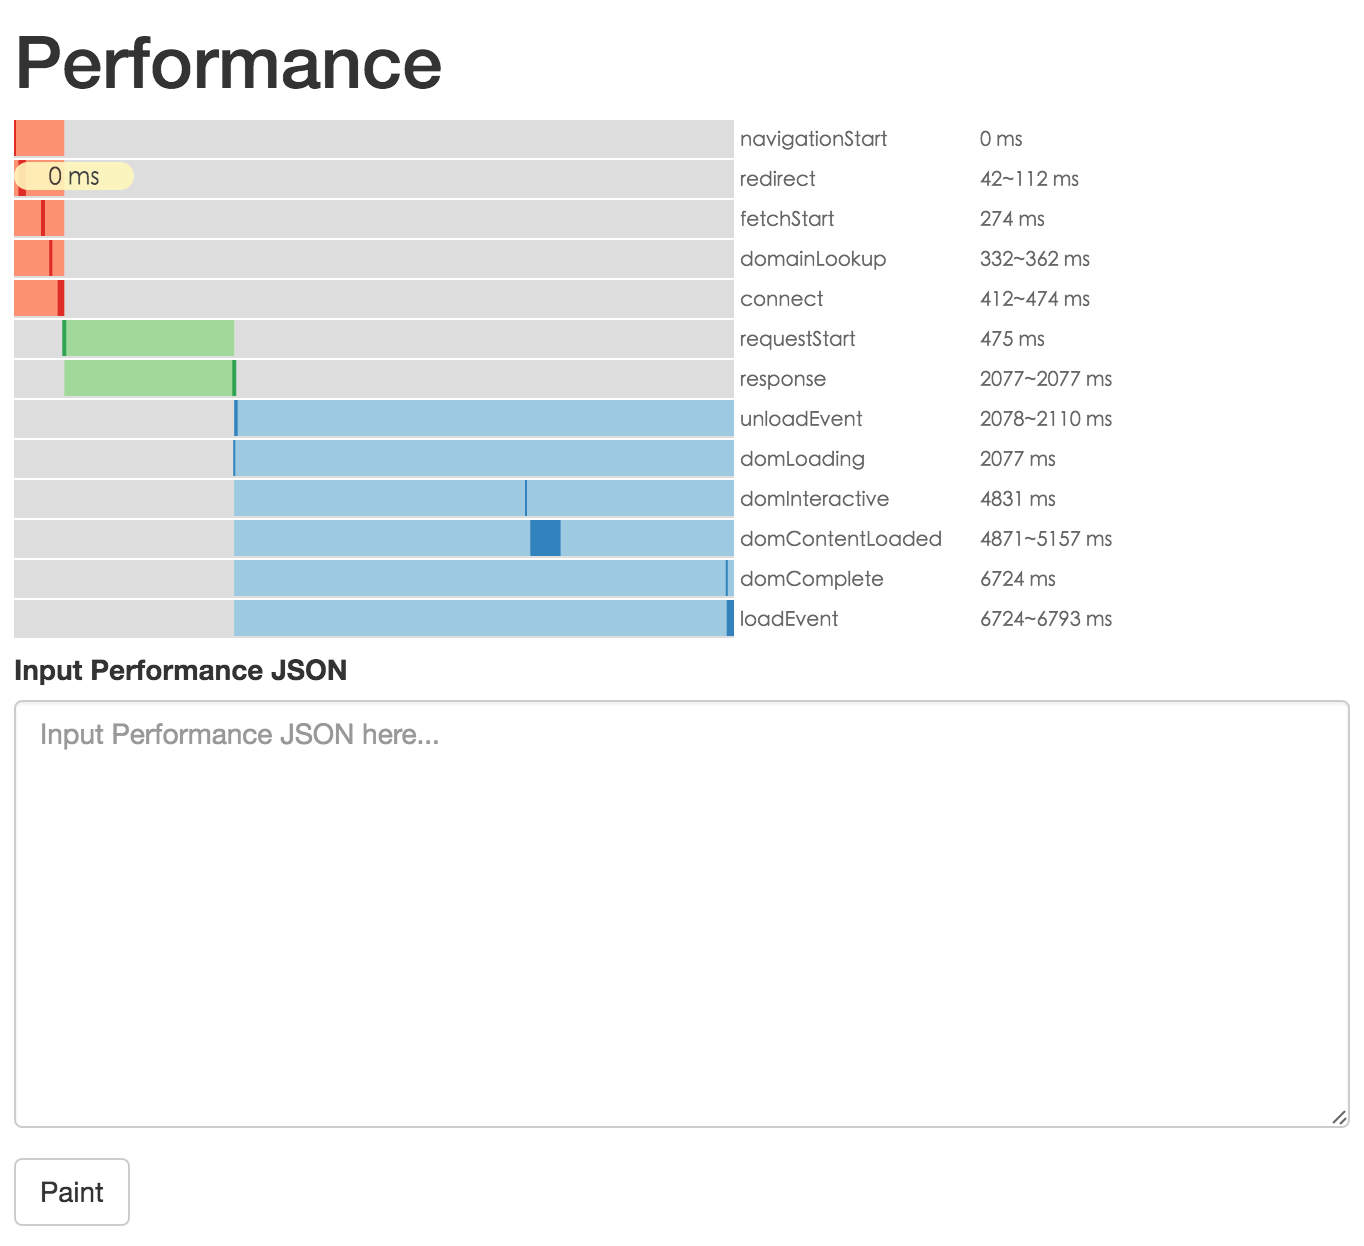 Performance
navigationStart 0 ms
0 ms redirect 42~112 ms
fetchStart 274 ms
domainLookup 332~362 ms
connect 412~474 ms
requestStart 475 ms
response 2077~2077 ms
unloadEvent 2078~2110 ms
domLoading 2077 ms
domInteractive 4831 ms
domContentLoaded 4871~5157 ms
domComplete 6724 ms
loadEvent 6724~6793 ms
Input Performance JSON
Input Performance JSON here...
Paint